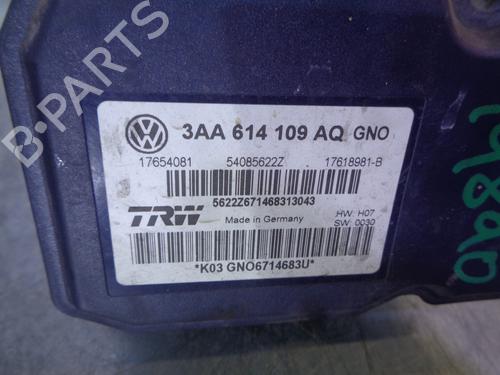 3AA 614 109 AQ GNO
17654081 54085622Z 17618981-B
5622Z671468313043
TRW Made in Germany HW: H07
SW: 0030
*K03 GNO6714683U*
B-PARTS